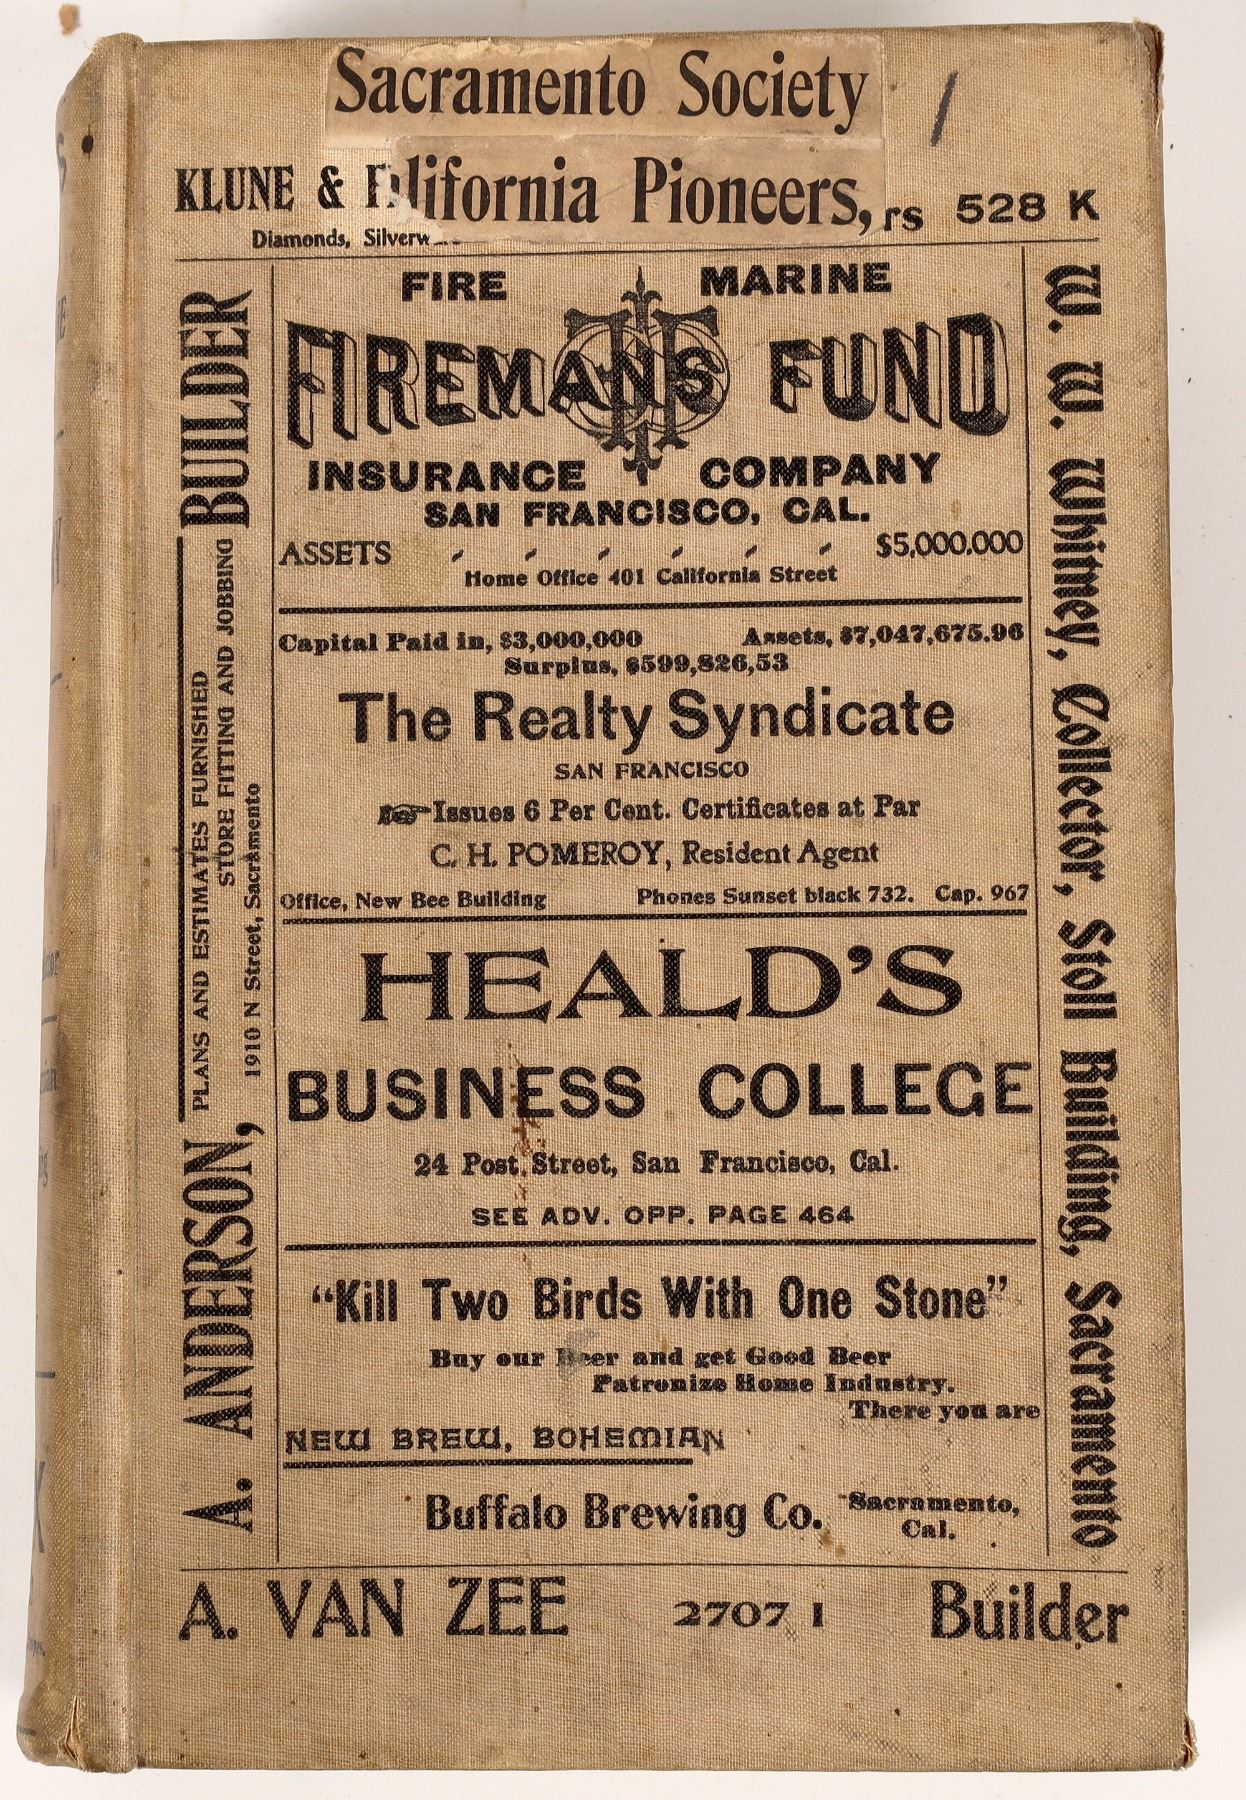 Sacramento Society
lifornia Pioneers,
KLUNE & rs 528 K
Diamonds,
FIRE MARINE
FIREMANS FUND
INSURANCE COMPANY
SAN FRANCISCO, CAL.
ASSETS $5,000,000
Home Office 401 California Street
Capital Paid in, $3,000,000 Assets, $7,047,675.96
Surplus, $599,826,53
The Realty Syndicate
SAN FRANCISCO
Issues 6 Per Cent. Certificates at Par
C. H. POMEROY, Resident Agent
Office, New Bee Building Phones Sunset black 732. Cap. 967
HEALD'S
BUSINESS COLLEGE
24 Post Street, San Francisco, Cal.
SEE ADV. OPP. PAGE 464
“Kill Two Birds With One Stone”
Buy our Beer and get Good Beer
Patronize Home Industry.
There you are
NEW BREW, BOHEMIAN
Buffalo Brewing Co. Sacramento,
Cal.
A. ANDERSON, BUILDER
PLANS AND ESTIMATES FURNISHED
STORE FITTING AND JOBBING
1910 N Street, Sacramento
W. W. Whitney, Collector, Stoll Building, Sacramento
A. VAN ZEE 2707 I Builder